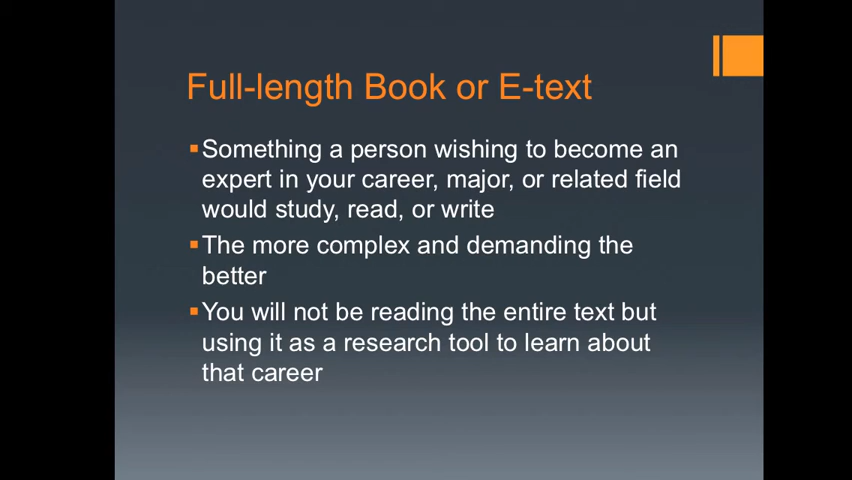 Full-length Book or E-text
▪Something a person wishing to become an
expert in your career, major, or related field
would study, read, or write
▪The more complex and demanding the
better
▪You will not be reading the entire text but
using it as a research tool to learn about
that career